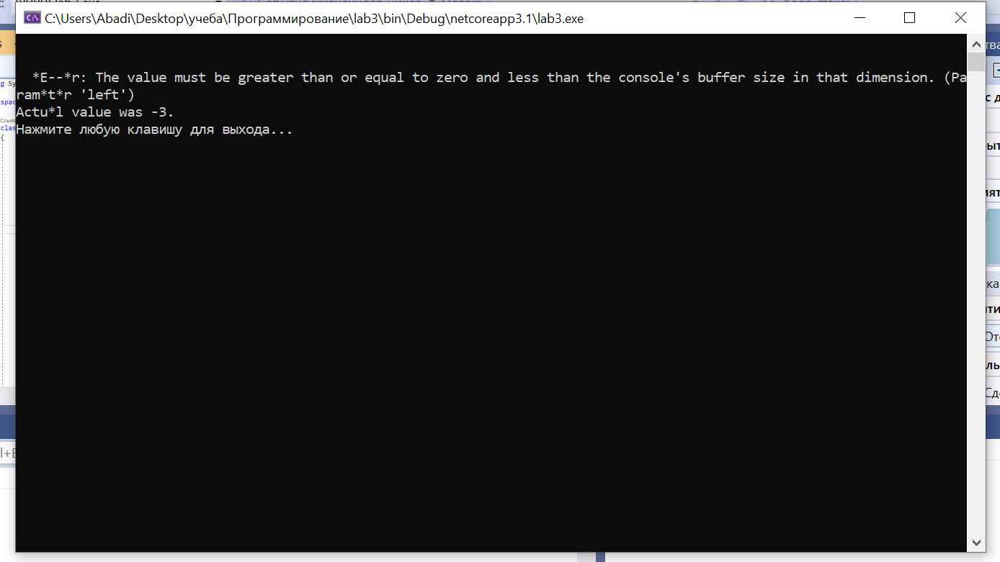 C:\Users\Abadi\Desktop\учеба\Программирование\lab3\bin\Debug\netcoreapp3.1\lab3.exe
*E--*r: The value must be greater than or equal to zero and less than the console's buffer size in that dimension. (Pa
ram*t*r 'left')
Actu*l value was -3.
Нажмите любую клавишу для выхода...